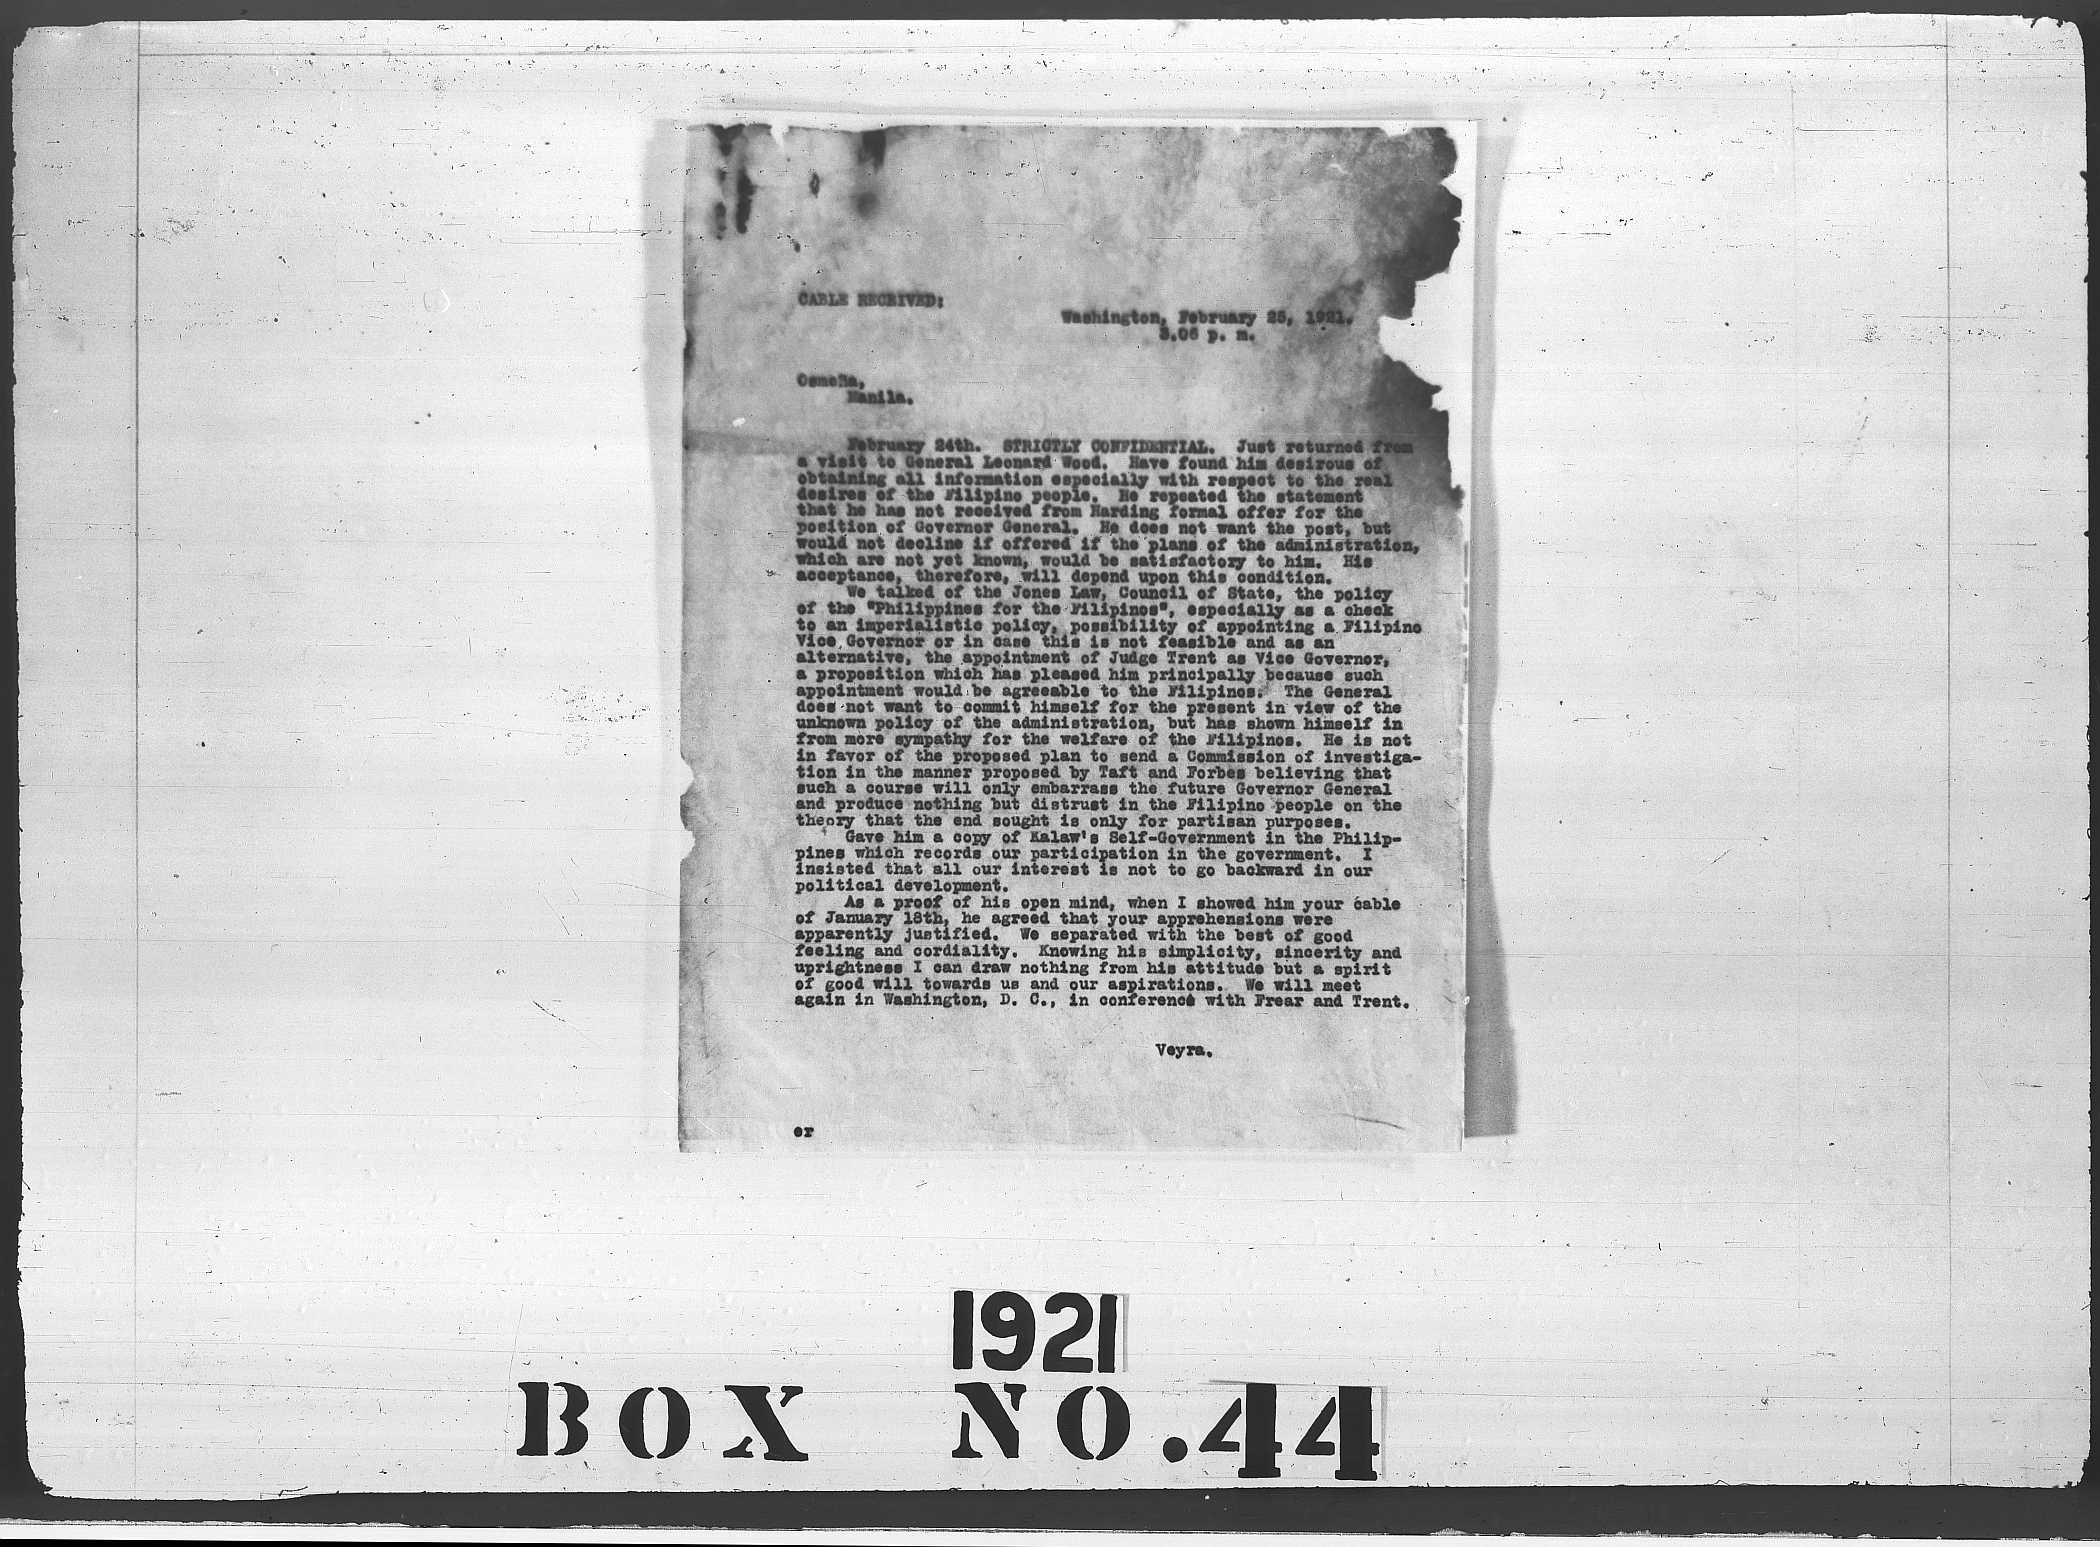 CABLE RECEIVED:
Washington, February 25, 1921.
3.06 p. m.
Osmeña,
Manila.
February 24th. STRICTLY CONFIDENTIAL. Just returned from
a visit to General Leonard Wood. Have found him desirous of
obtaining all information especially with respect to the real
desires of the Filipino people. He repeated the statement
that he has not received from Harding formal offer for the
position of Governor General. He does not want the post, but
would not decline if offered if the plans of the administration,
which are not yet known, would be satisfactory to him. His
acceptance, therefore, will depend upon this condition.
We talked of the Jones Law, Council of State, the policy
of the "Philippines for the Filipinos", especially as a check
to an imperialistic policy, possibility of appointing a Filipino
Vice Governor or in case this is not feasible and as an
alternative, the appointment of Judge Trent as Vice Governor,
a proposition which has pleased him principally because such
appointment would be agreeable to the Filipinos. The General
does not want to commit himself for the present in view of the
unknown policy of the administration, but has shown himself in
from more sympathy for the welfare of the Filipinos. He is not
in favor of the proposed plan to send a Commission of investiga-
tion in the manner proposed by Taft and Forbes believing that
such a course will only embarrass the future Governor General
and produce nothing but distrust in the Filipino people on the
theory that the end sought is only for partisan purposes.
Gave him a copy of Kalaw's Self-Government in the Philip-
pines which records our participation in the government. I
insisted that all our interest is not to go backward in our
political development.
As a proof of his open mind, when I showed him your cable
of January 18th, he agreed that your apprehensions were
apparently justified. We separated with the best of good
feeling and cordiality. Knowing his simplicity, sincerity and
uprightness I can draw nothing from his attitude but a spirit
of good will towards us and our aspirations. We will meet
again in Washington, D. C., in conference with Frear and Trent.
Veyra.
er
1921
BOX NO.44